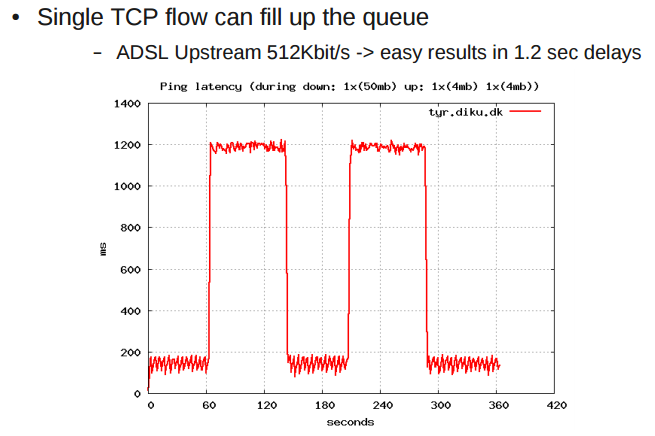 • Single TCP flow can fill up the queue
– ADSL Upstream 512Kbit/s -> easy results in 1.2 sec delays
Ping latency (during down: 1x(50mb) up: 1x(4mb) 1x(4mb))
tyr.diku.dk
1400
1200
1000
800
600
400
200
0
ms
0 60 120 180 240 300 360 420
seconds